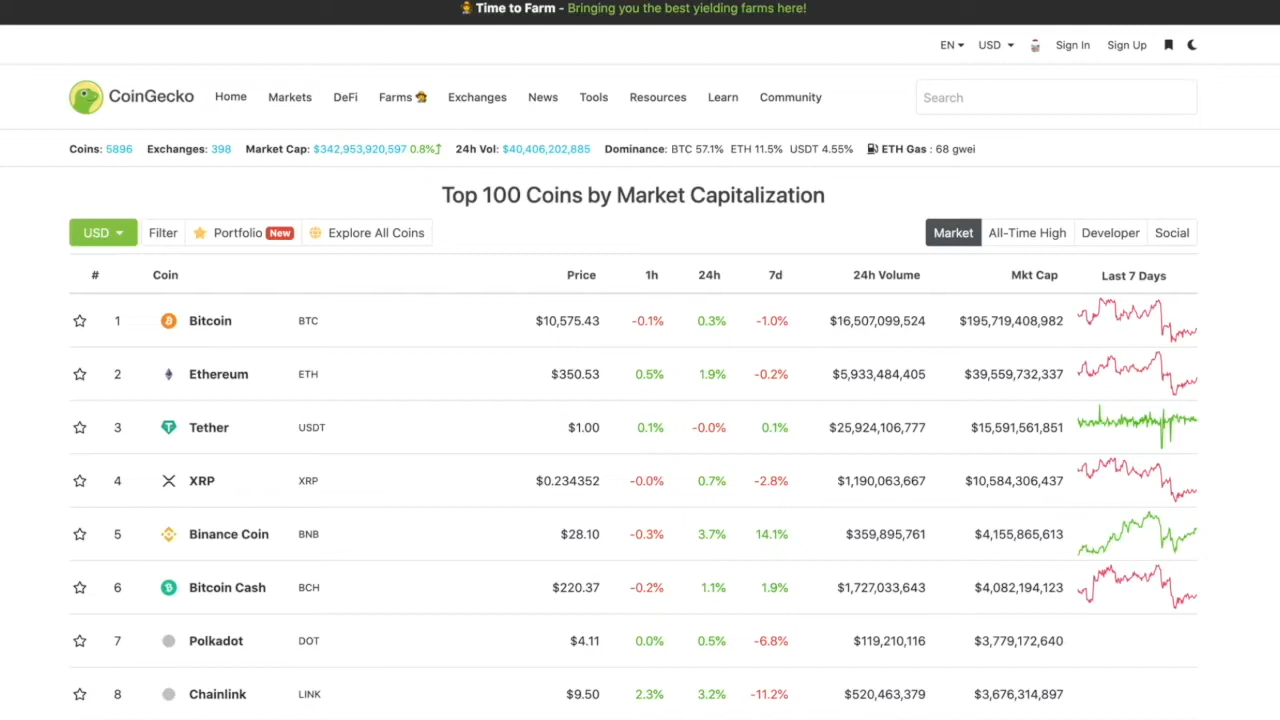 Time to Farm - Bringing you the best yielding farms here!
EN USD Sign In Sign Up
CoinGecko Home Markets DeFi Farms Exchanges News Tools Resources Learn Community Search
Coins: 5896 Exchanges: 398 Market Cap: $342,953,920,597 0.8% 24h Vol: $40,406,202,885 Dominance: BTC 57.1% ETH 11.5% USDT 4.55% ETH Gas : 68 gwei
Top 100 Coins by Market Capitalization
USD Filter Portfolio New Explore All Coins Market All-Time High Developer Social
# Coin Price 1h 24h 7d 24h Volume Mkt Cap Last 7 Days
1 Bitcoin BTC $10,575.43 -0.1% 0.3% -1.0% $16,507,099,524 $195,719,408,982
2 Ethereum ETH $350.53 0.5% 1.9% -0.2% $5,933,484,405 $39,559,732,337
3 Tether USDT $1.00 0.1% -0.0% 0.1% $25,924,106,777 $15,591,561,851
4 XRP XRP $0.234352 -0.0% 0.7% -2.8% $1,190,063,667 $10,584,306,437
5 Binance Coin BNB $28.10 -0.3% 3.7% 14.1% $359,895,761 $4,155,865,613
6 Bitcoin Cash BCH $220.37 -0.2% 1.1% 1.9% $1,727,033,643 $4,082,194,123
7 Polkadot DOT $4.11 0.0% 0.5% -6.8% $119,210,116 $3,779,172,640
8 Chainlink LINK $9.50 2.3% 3.2% -11.2% $520,463,379 $3,676,314,897